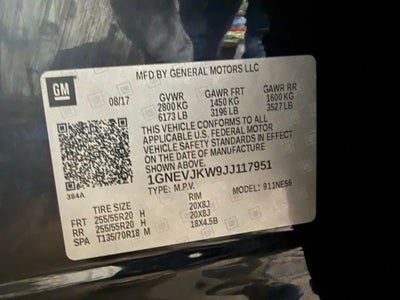 GM
MFD BY GENERAL MOTORS LLC
08/17 GVWR GAWR FRT GAWR RR
2800 KG 1450 KG 1600 KG
6173 LB 3196 LB 3527 LB
THIS VEHICLE CONFORMS TO ALL
APPLICABLE U.S. FEDERAL MOTOR
VEHICLE SAFETY STANDARDS IN EFFECT
ON THE DATE OF MANUFACTURE
SHOWN ABOVE.
1GNEVJKW9JJ117951
384A TYPE: M.P.V. MODEL: 911NE56
TIRE SIZE RIM
FRT 255/55R20 H 20X8J
RR 255/55R20 H 20X8J
SPA T135/70R18 M 18X4.5B